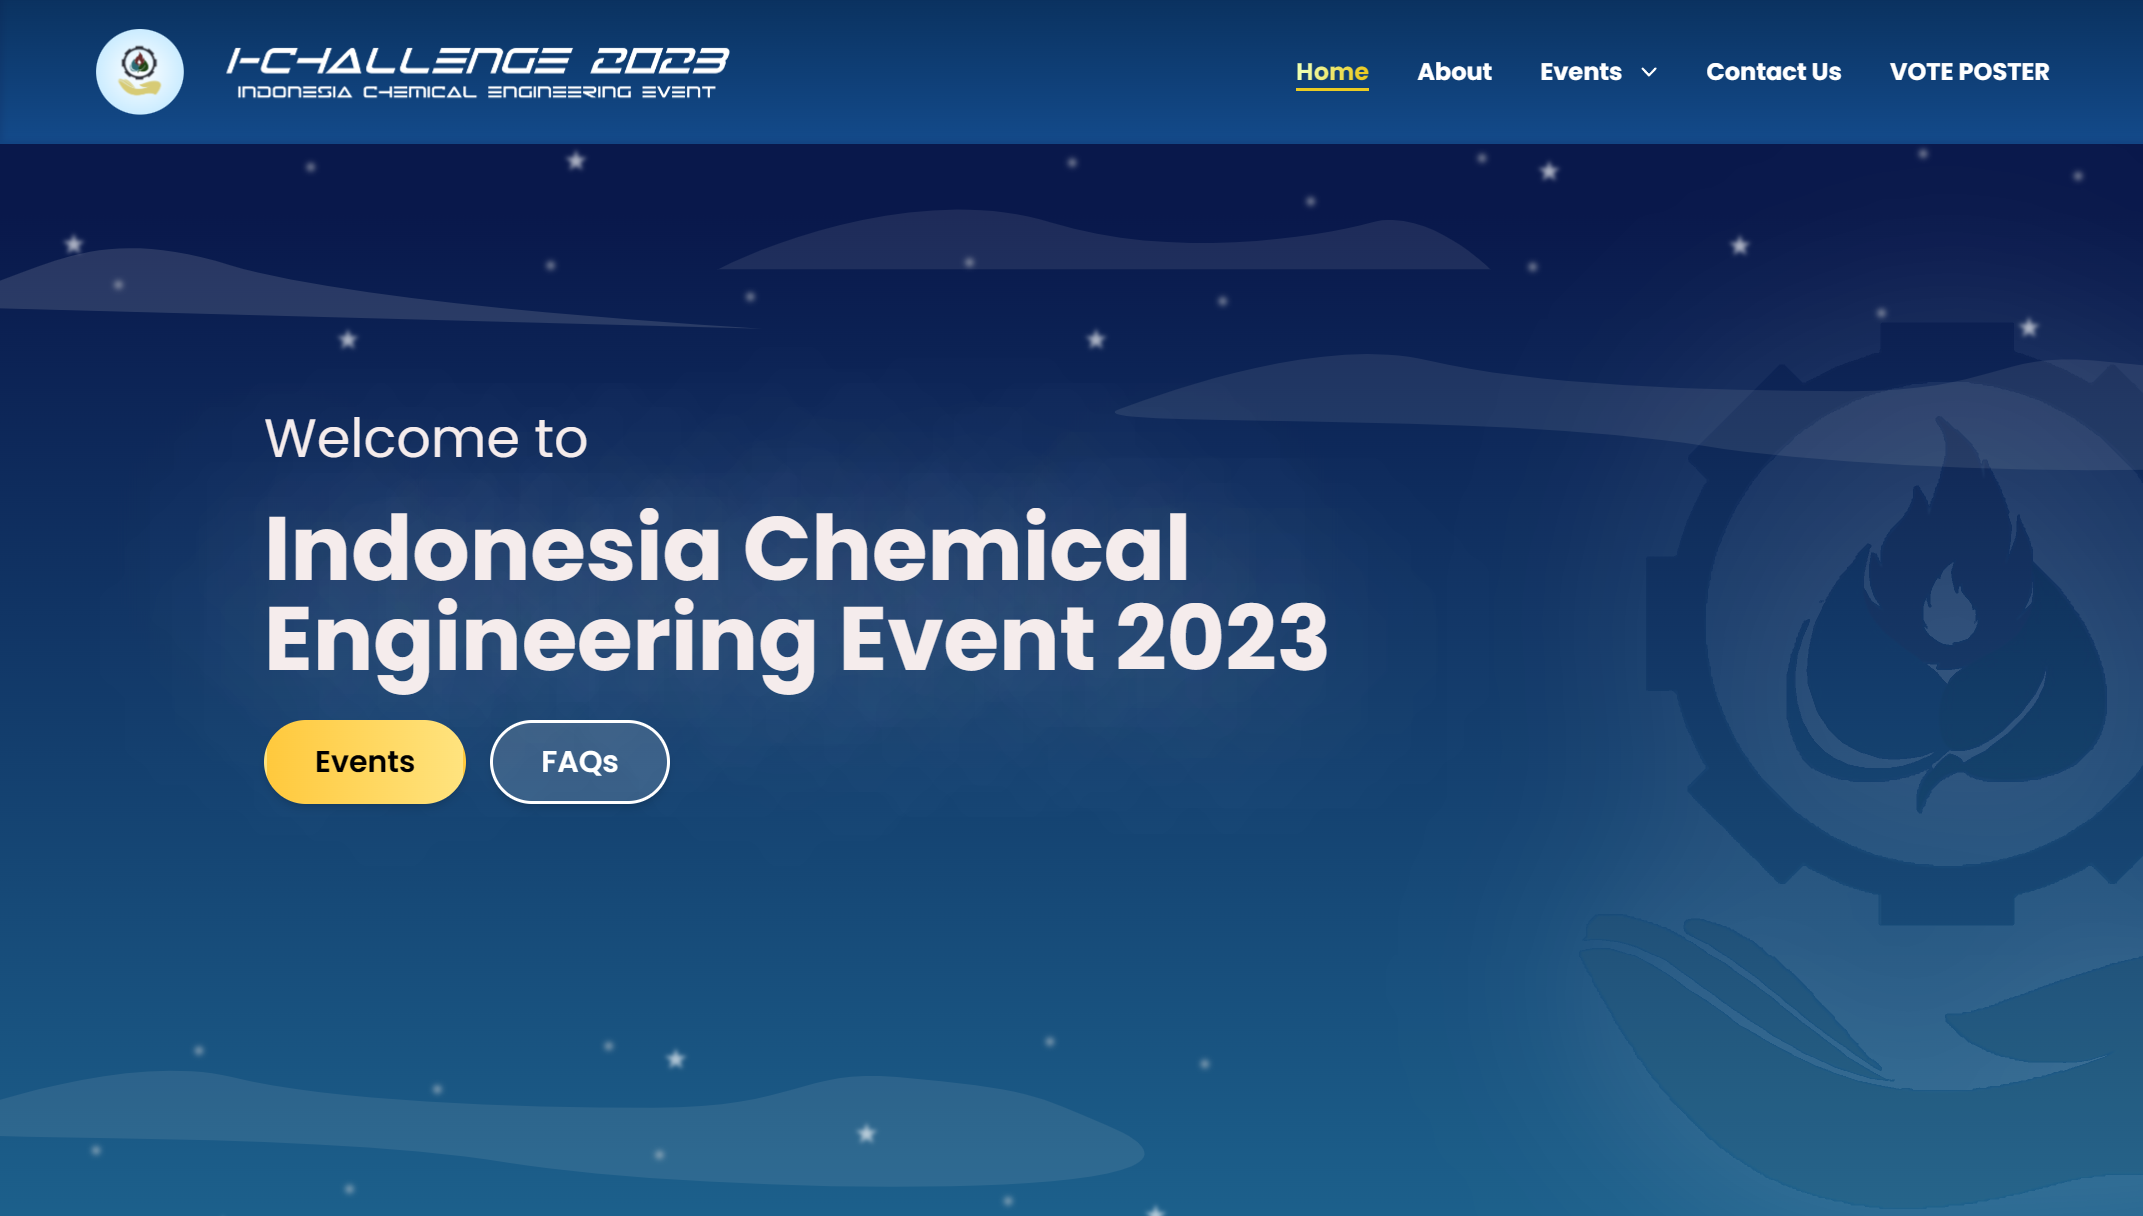 I-CHALLENGE 2023
INDONESIA CHEMICAL ENGINEERING EVENT
Home
About
Events
Contact Us
VOTE POSTER
Welcome to
Indonesia Chemical
Engineering Event 2023
Events
FAQs